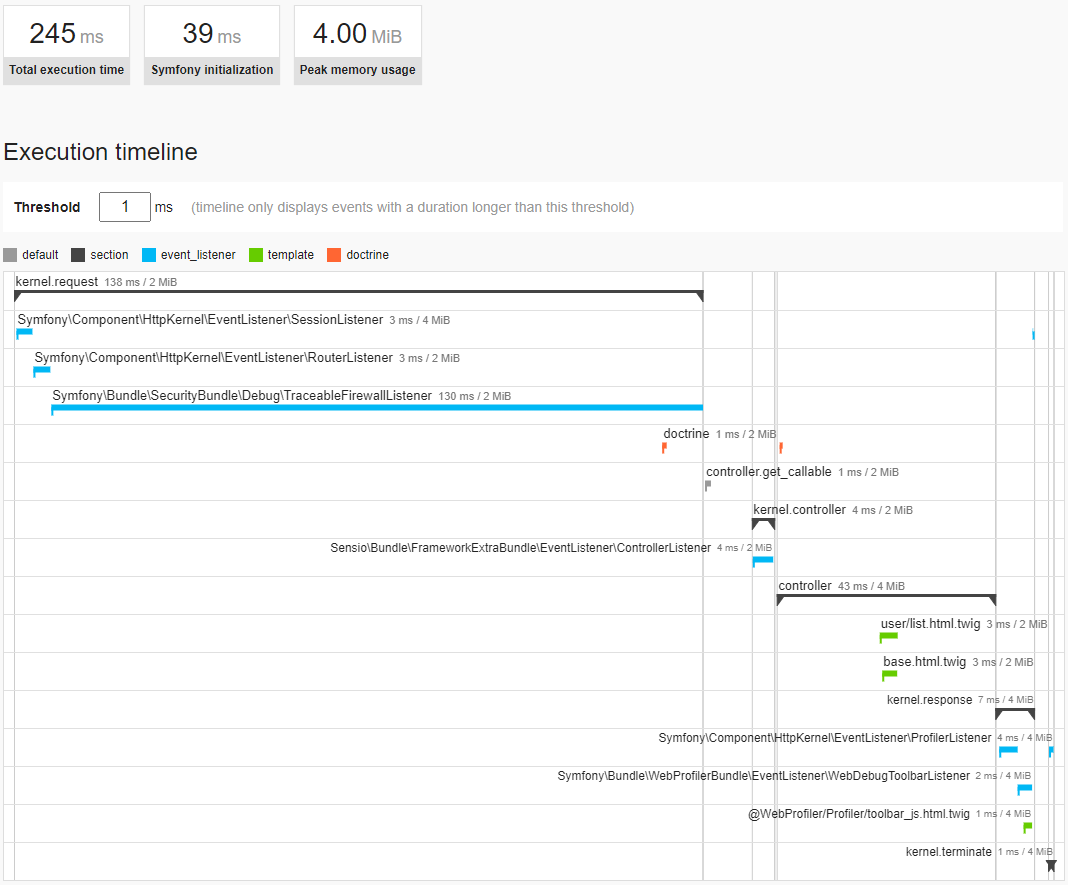 245 ms
39 ms
4.00 MiB
Total execution time
Symfony initialization
Peak memory usage
Execution timeline
Threshold 1 ms (timeline only displays events with a duration longer than this threshold)
default section event_listener template doctrine
kernel.request 138 ms / 2 MiB
Symfony\Component\HttpKernel\EventListener\SessionListener 3 ms / 4 MiB
Symfony\Component\HttpKernel\EventListener\RouterListener 3 ms / 2 MiB
Symfony\Bundle\SecurityBundle\Debug\TraceableFirewallListener 130 ms / 2 MiB
doctrine 1 ms / 2 MiB
controller.get_callable 1 ms / 2 MiB
kernel.controller 4 ms / 2 MiB
Sensio\Bundle\FrameworkExtraBundle\EventListener\ControllerListener 4 ms / 2 MiB
controller 43 ms / 4 MiB
user/list.html.twig 3 ms / 2 MiB
base.html.twig 3 ms / 2 MiB
kernel.response 7 ms / 4 MiB
Symfony\Component\HttpKernel\EventListener\ProfilerListener 4 ms / 4 MiB
Symfony\Bundle\WebProfilerBundle\EventListener\WebDebugToolbarListener 2 ms / 4 MiB
@WebProfiler/Profiler/toolbar_js.html.twig 1 ms / 4 MiB
kernel.terminate 1 ms / 4 MiB